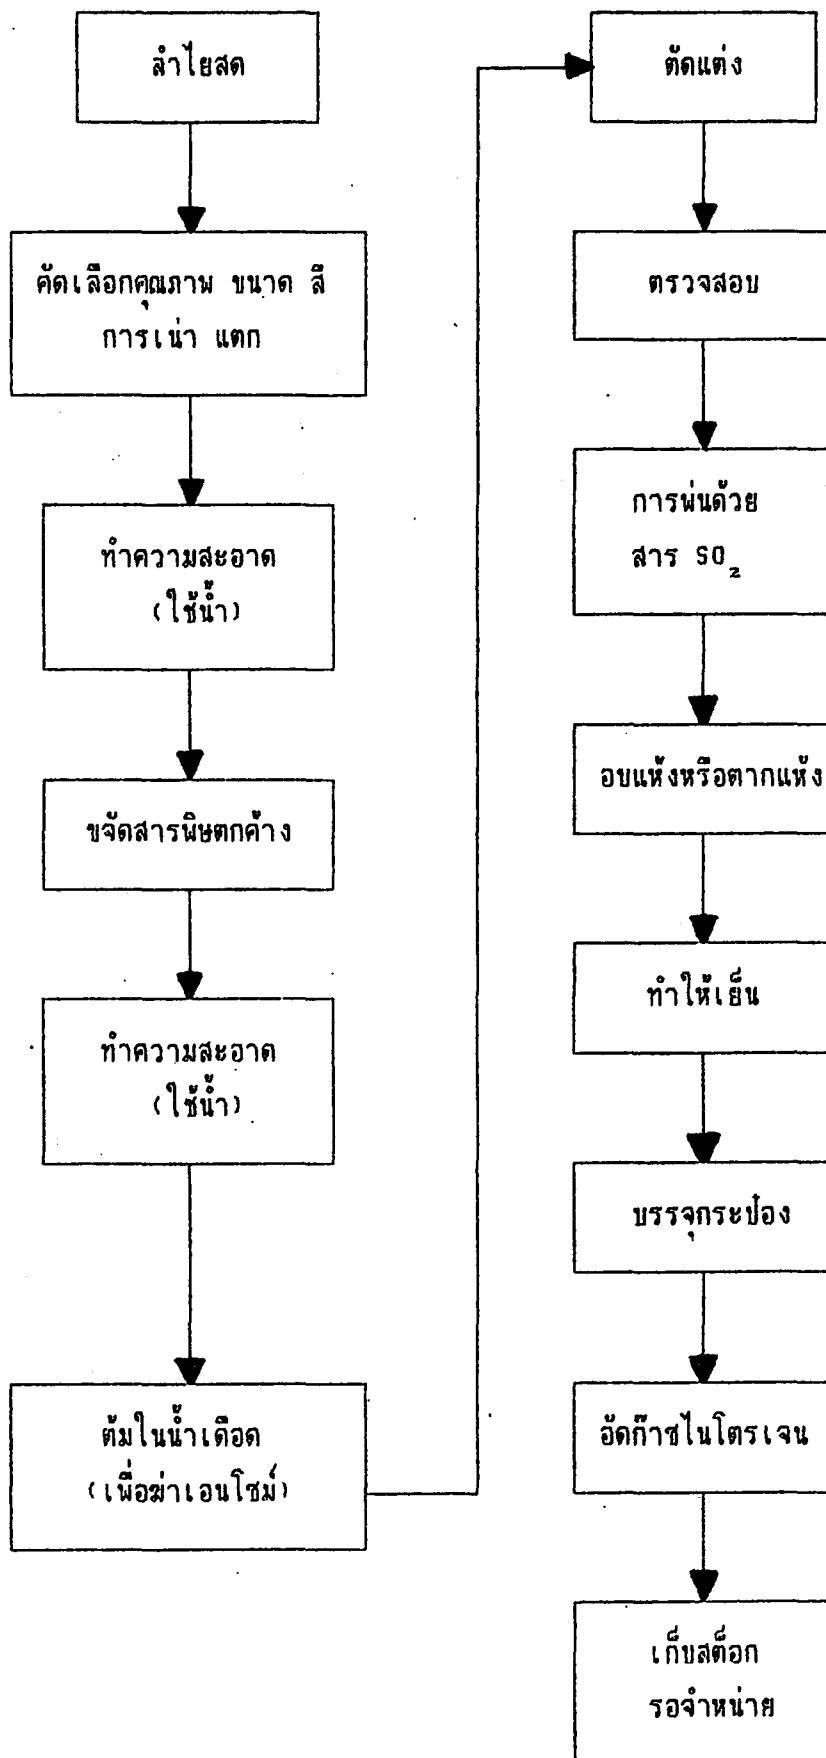 ลำไยสด
คัดเลือกคุณภาพ ขนาด สี
การเน่า แตก
ทำความสะอาด
(ใช้น้ำ)
ขจัดสารพิษตกค้าง
ทำความสะอาด
(ใช้น้ำ)
ต้มในน้ำเดือด
(เพื่อฆ่าเอนโซม์)
ตัดแต่ง
ตรวจสอบ
การพ่นด้วย
สาร SO₂
อบแห้งหรือตากแห้ง
ทำให้เย็น
บรรจุกระป๋อง
อัดก๊าซไนโตรเจน
เก็บสต็อก
รอจำหน่าย